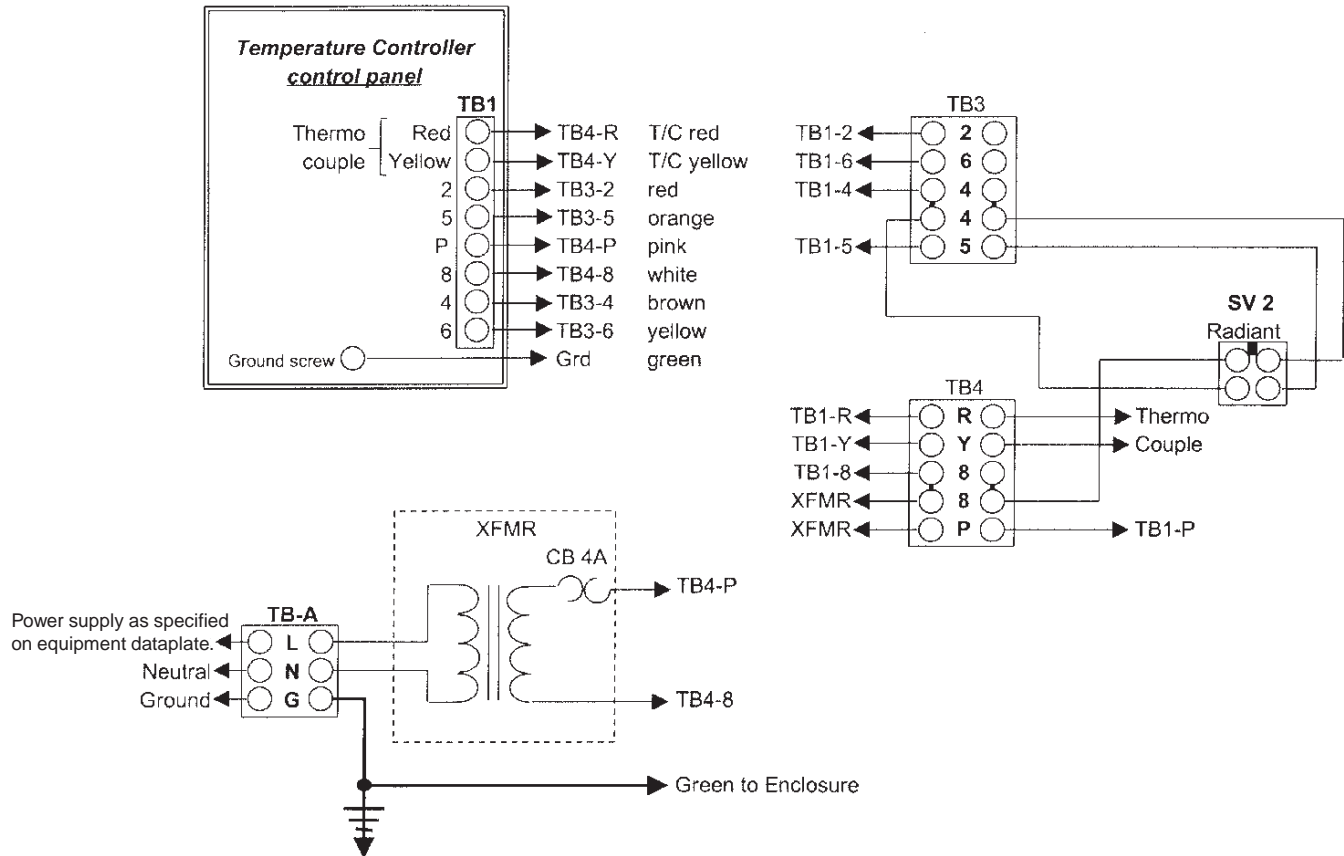 Temperature Controller
control panel
TB1
Thermo
couple
Red
TB4-R T/C red
Yellow
TB4-Y T/C yellow
2
TB3-2 red
5
TB3-5 orange
P
TB4-P pink
8
TB4-8 white
4
TB3-4 brown
6
TB3-6 yellow
Ground screw
Grd green
TB3
TB1-2 2
TB1-6 6
TB1-4 4
4
TB1-5 5
SV 2
Radiant
TB4
TB1-R R Thermo
TB1-Y Y Couple
TB1-8 8
XFMR 8
XFMR P TB1-P
XFMR
CB 4A
TB4-P
TB4-8
TB-A
Power supply as specified
on equipment dataplate.
L
Neutral N
Ground G
Green to Enclosure